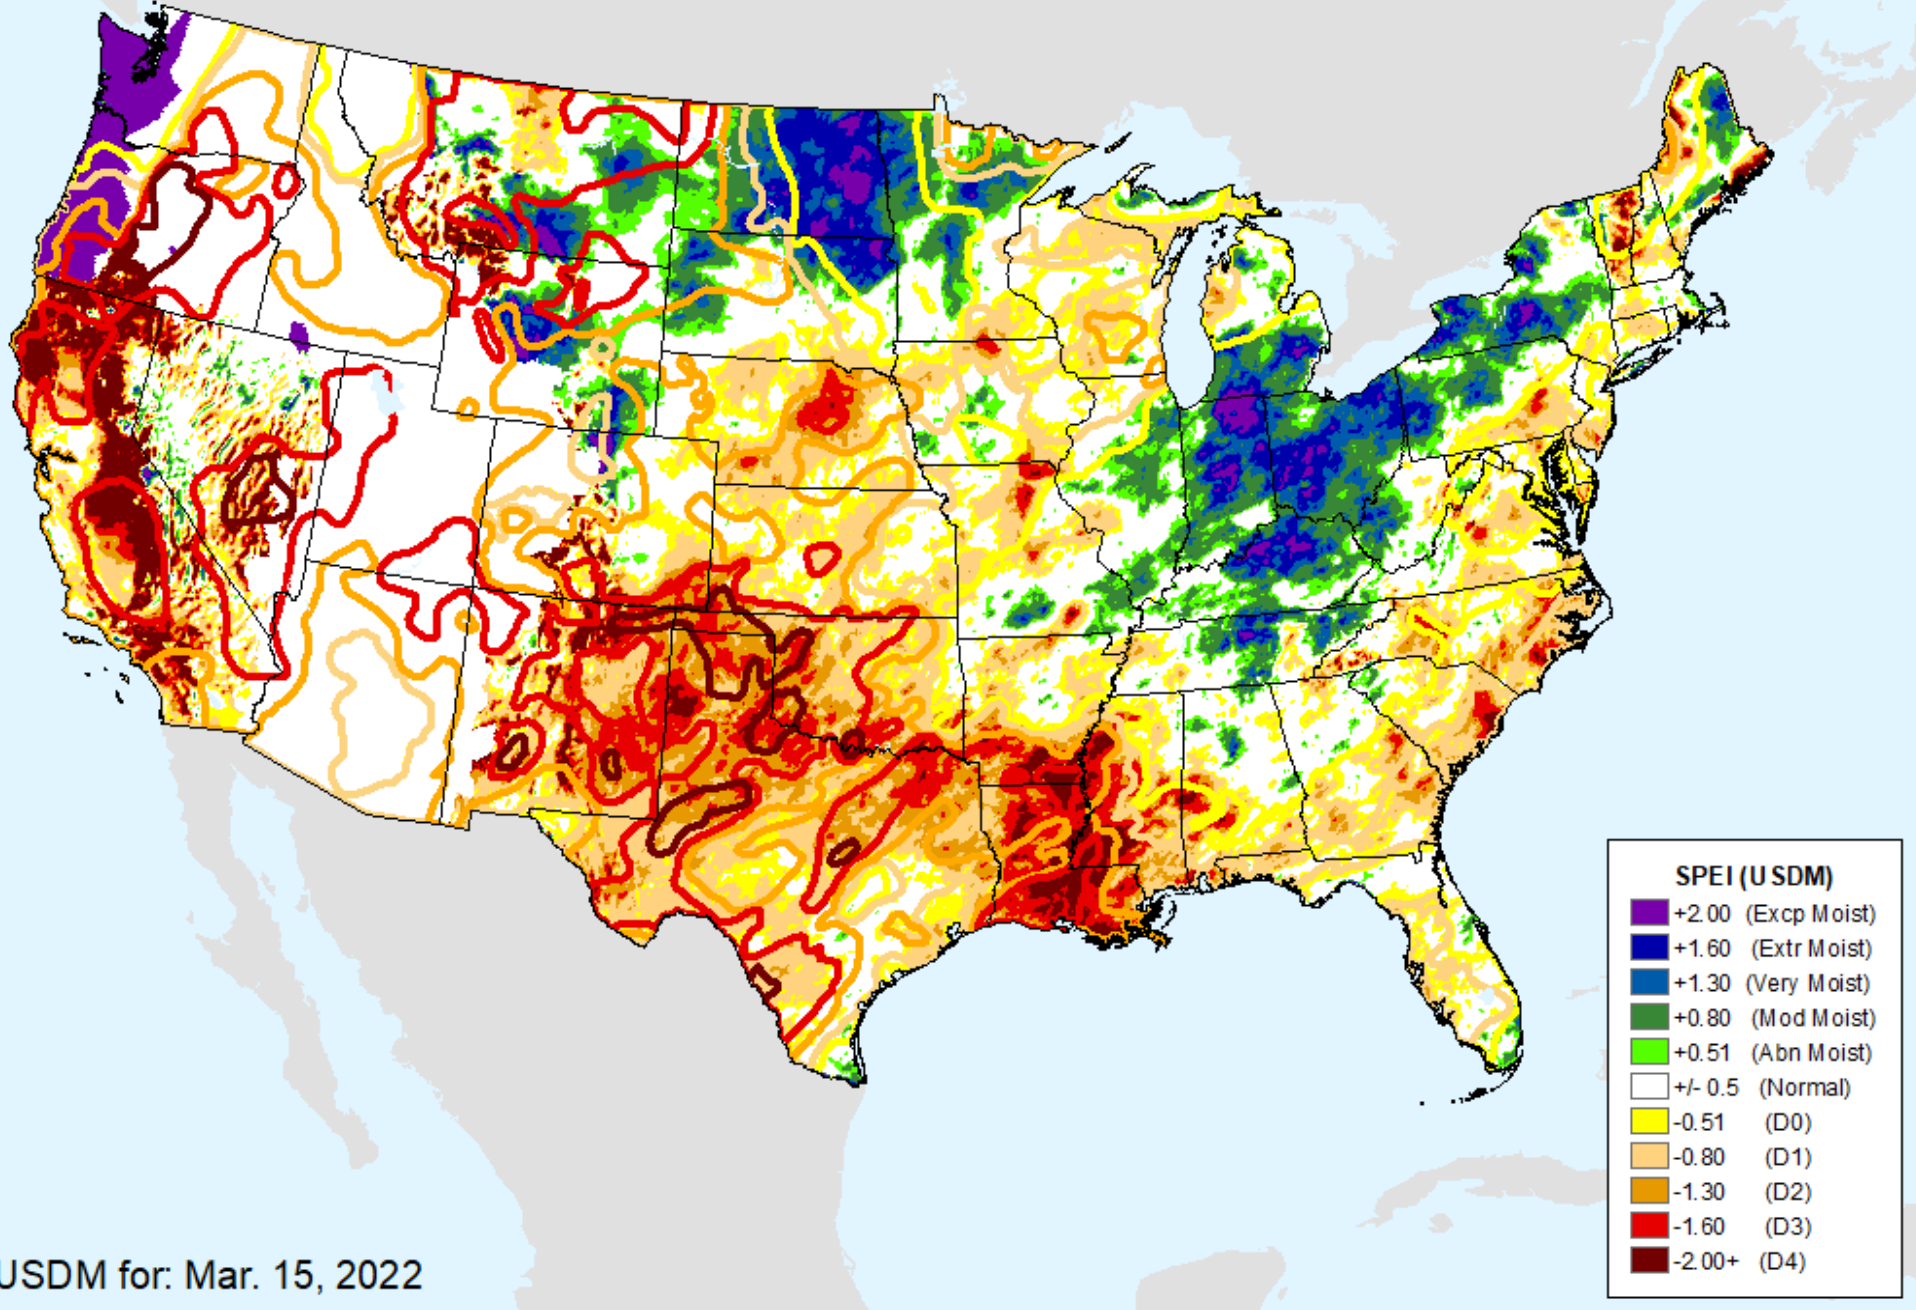 SPEI (USDM)
+2.00 (Excp Moist)
+1.60 (Extr Moist)
+1.30 (Very Moist)
+0.80 (Mod Moist)
+0.51 (Abn Moist)
+/- 0.5 (Normal)
-0.51 (D0)
-0.80 (D1)
-1.30 (D2)
-1.60 (D3)
-2.00+ (D4)
USDM for: Mar. 15, 2022